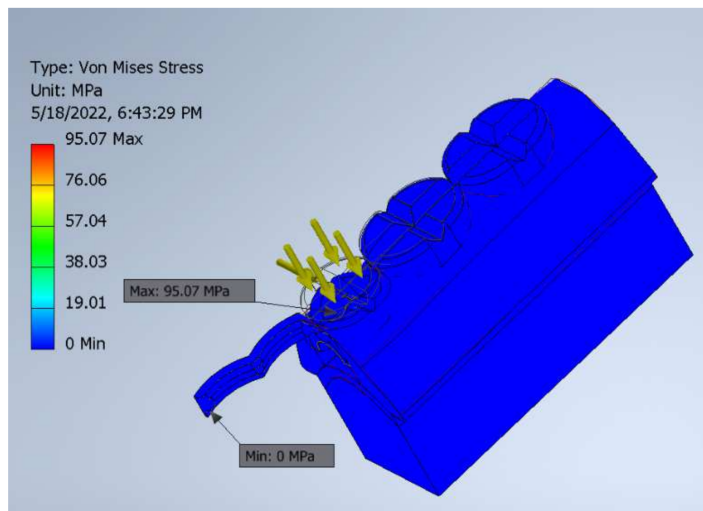 Type: Von Mises Stress
Unit: MPa
5/18/2022, 6:43:29 PM
95.07 Max
76.06
57.04
38.03
19.01
0 Min
Max: 95.07 MPa
Min: 0 MPa